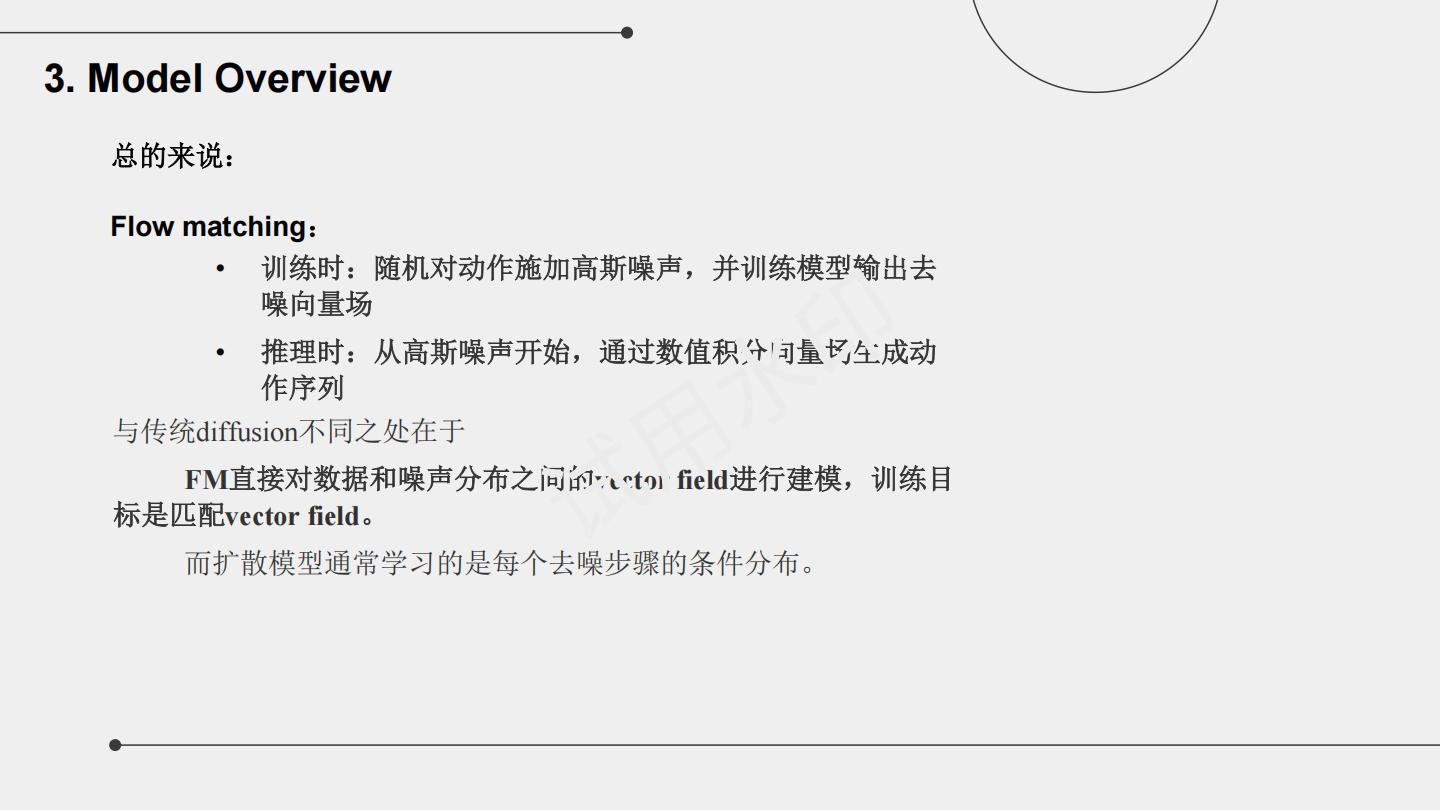 3. Model Overview
总的来说：
Flow matching：
• 训练时：随机对动作施加高斯噪声，并训练模型输出去
噪向量场
• 推理时：从高斯噪声开始，通过数值积分向量场生成动
作序列
与传统diffusion不同之处在于
FM直接对数据和噪声分布之间的vector field进行建模，训练目
标是匹配vector field。
而扩散模型通常学习的是每个去噪步骤的条件分布。
试用水印